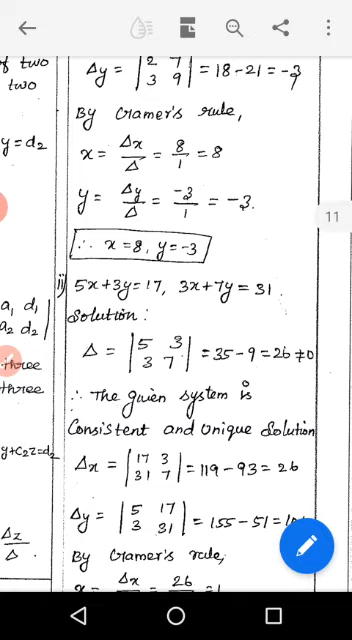 of two
two
y = d₂
a₁ d₁
a₂ d₂
three
three
y+c₂z=d₂
Δz
Δ
Δy = | 2 7 | = 18 - 21 = -3
3 9
By Cramer's rule,
x = Δx/Δ = 8/1 = 8
y = Δy/Δ = -3/1 = -3.
∴ x = 8, y = -3
11
ii) 5x+3y=17, 3x+7y = 31.
Solution:
Δ = | 5 3 | = 35 - 9 = 26 ≠ 0
3 7
∴ The given system is
Consistent and Unique Solution
Δx = | 17 3 | = 119 - 93 = 26
31 7
Δy = | 5 17 | = 155 - 51 =
3 31
By Cramer's rule,
Δx 26